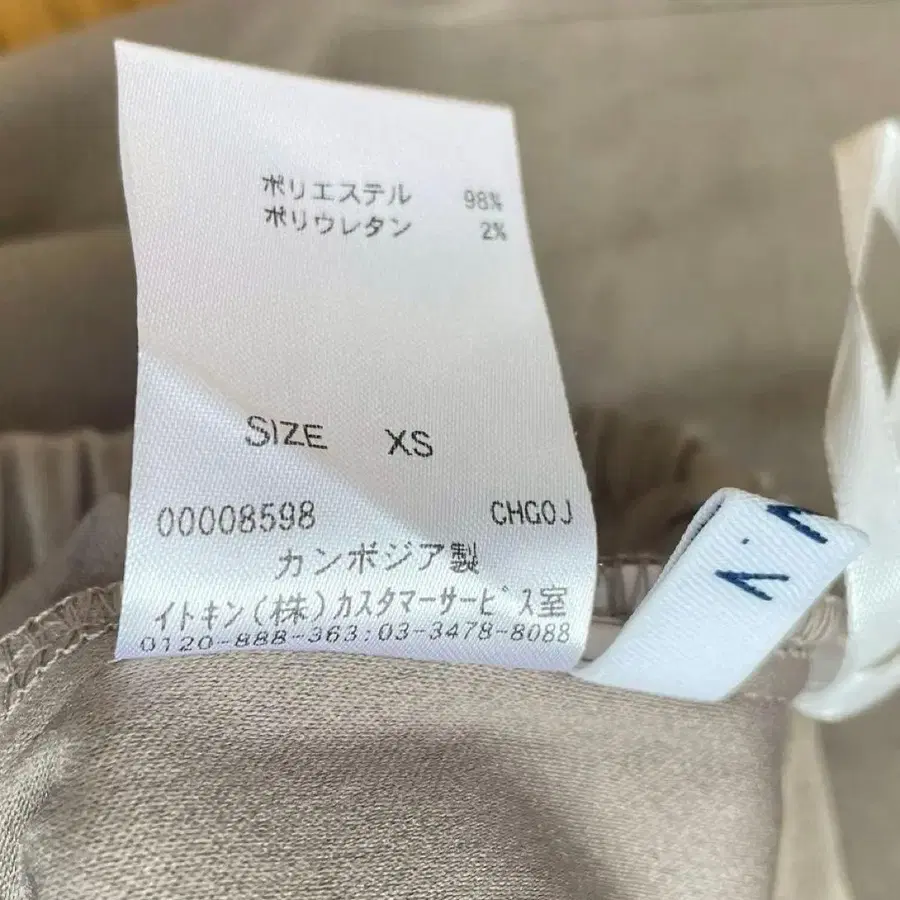 ポリエステル 98%
ポリウレタン 2%
SIZE XS
00008598 CHGOJ
カンボジア製
イトキン(株)カスタマーサービス室
0120-888-363;03-3478-8088